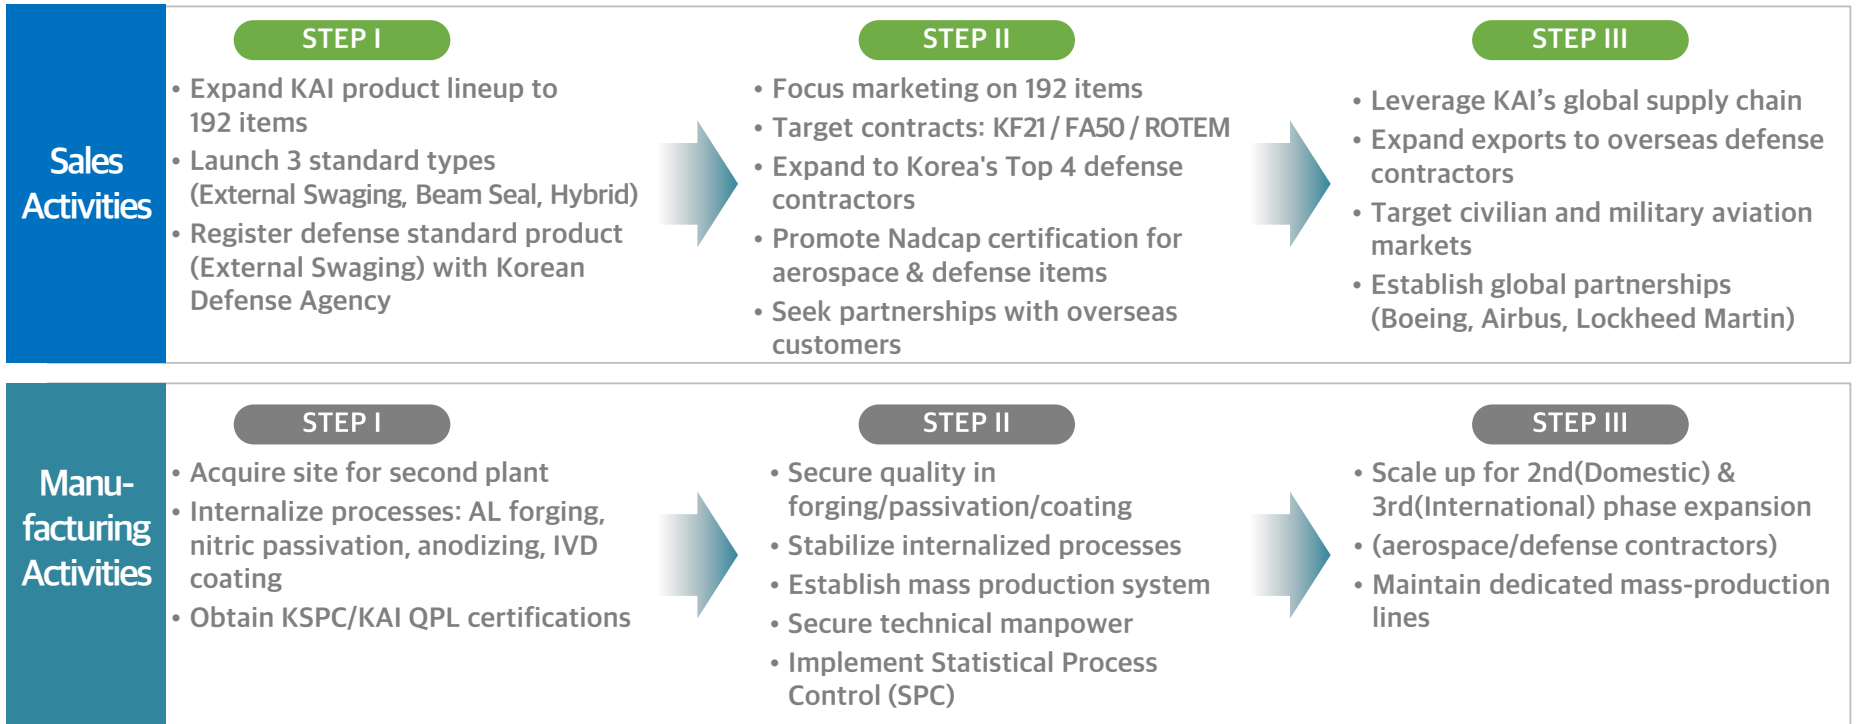 Sales
Activities
STEP I
• Expand KAI product lineup to
192 items
• Launch 3 standard types
(External Swaging, Beam Seal, Hybrid)
• Register defense standard product
(External Swaging) with Korean
Defense Agency
STEP II
• Focus marketing on 192 items
• Target contracts: KF21 / FA50 / ROTEM
• Expand to Korea's Top 4 defense
contractors
• Promote Nadcap certification for
aerospace & defense items
• Seek partnerships with overseas
customers
STEP III
• Leverage KAI’s global supply chain
• Expand exports to overseas defense
contractors
• Target civilian and military aviation
markets
• Establish global partnerships
(Boeing, Airbus, Lockheed Martin)
Manu-
facturing
Activities
STEP I
• Acquire site for second plant
• Internalize processes: AL forging,
nitric passivation, anodizing, IVD
coating
• Obtain KSPC/KAI QPL certifications
STEP II
• Secure quality in
forging/passivation/coating
• Stabilize internalized processes
• Establish mass production system
• Secure technical manpower
• Implement Statistical Process
Control (SPC)
STEP III
• Scale up for 2nd(Domestic) &
3rd(International) phase expansion
• (aerospace/defense contractors)
• Maintain dedicated mass-production
lines